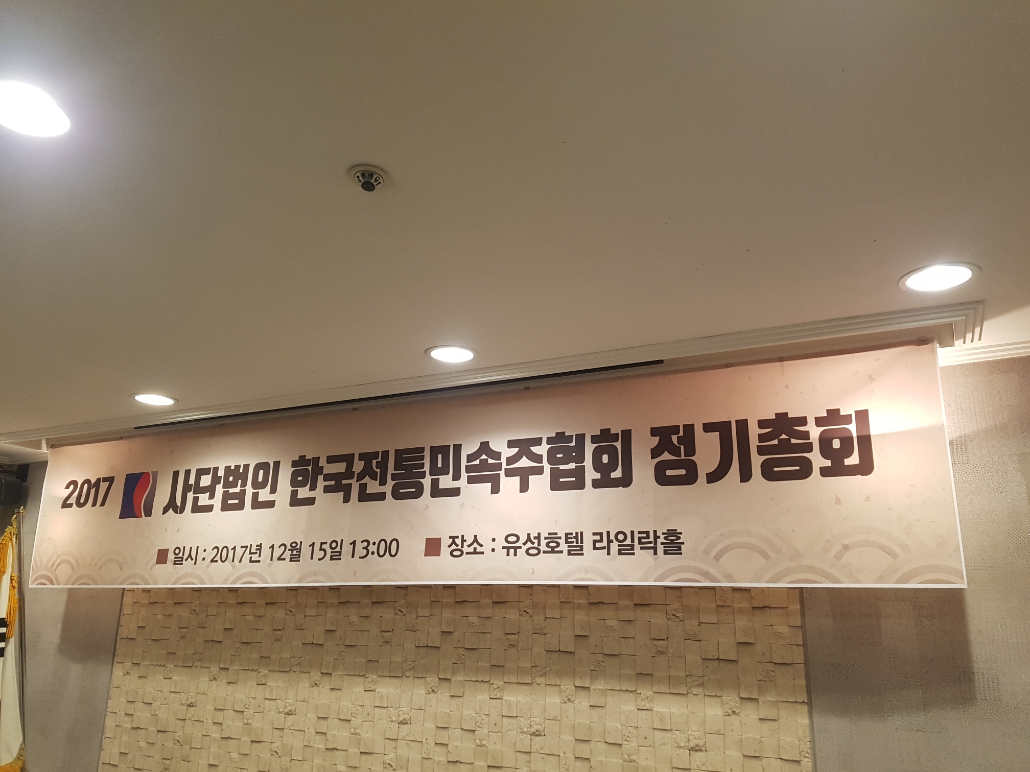 2017 사단법인 한국전통민속주협회 정기총회
■ 일시 : 2017년 12월 15일 13:00 ■ 장소 : 유성호텔 라일락홀